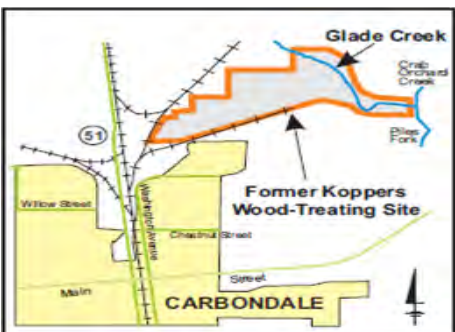 Glade Creek
Crab
Orchard
Creek
51
Piles
Fork
Former Koppers
Wood-Treating Site
Willow Street
Washington Avenue
Chestnut Street
Main
Street
CARBONDALE